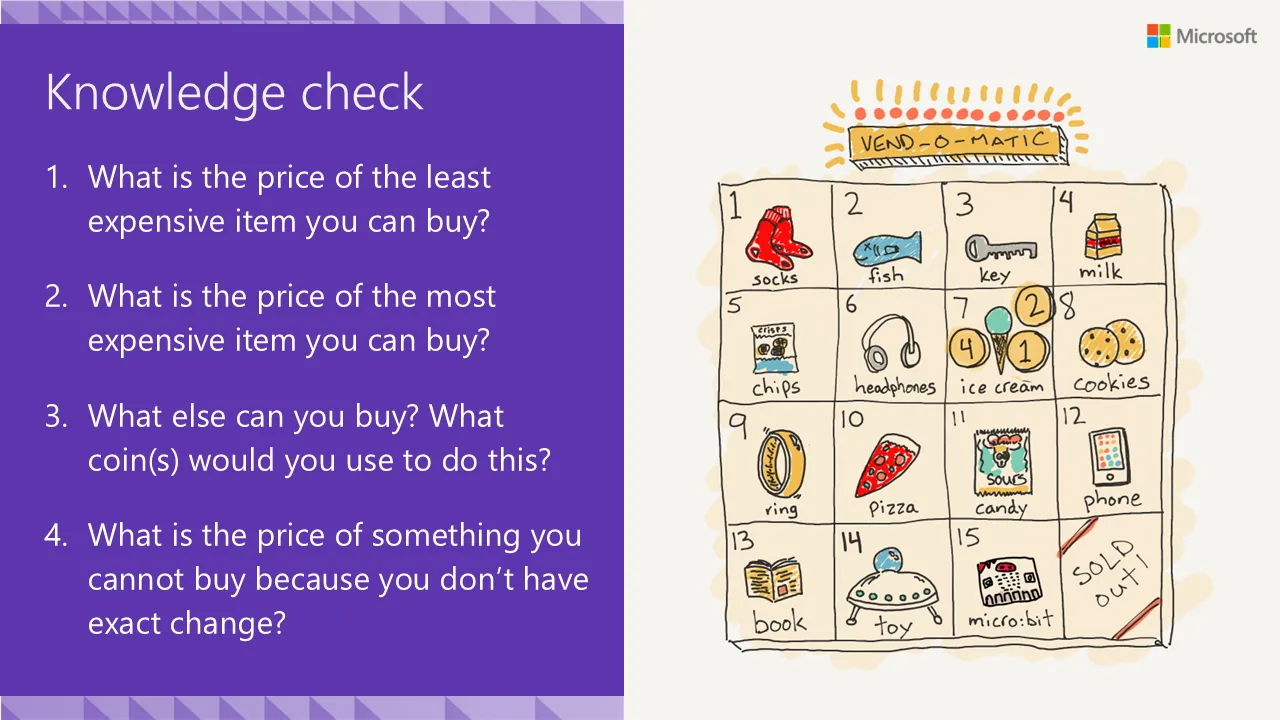 Knowledge check
1. What is the price of the least
expensive item you can buy?
2. What is the price of the most
expensive item you can buy?
3. What else can you buy? What
coin(s) would you use to do this?
4. What is the price of something you
cannot buy because you don’t have
exact change?
Microsoft
VEND-O-MATIC
1
socks
2
fish
3
key
4
milk
5
CRISPS
chips
6
headphones
7
2
4
1
ice cream
8
cookies
9
ring
10
pizza
11
SOURS
candy
12
phone
13
book
14
toy
15
micro:bit
SOLD
OUT!